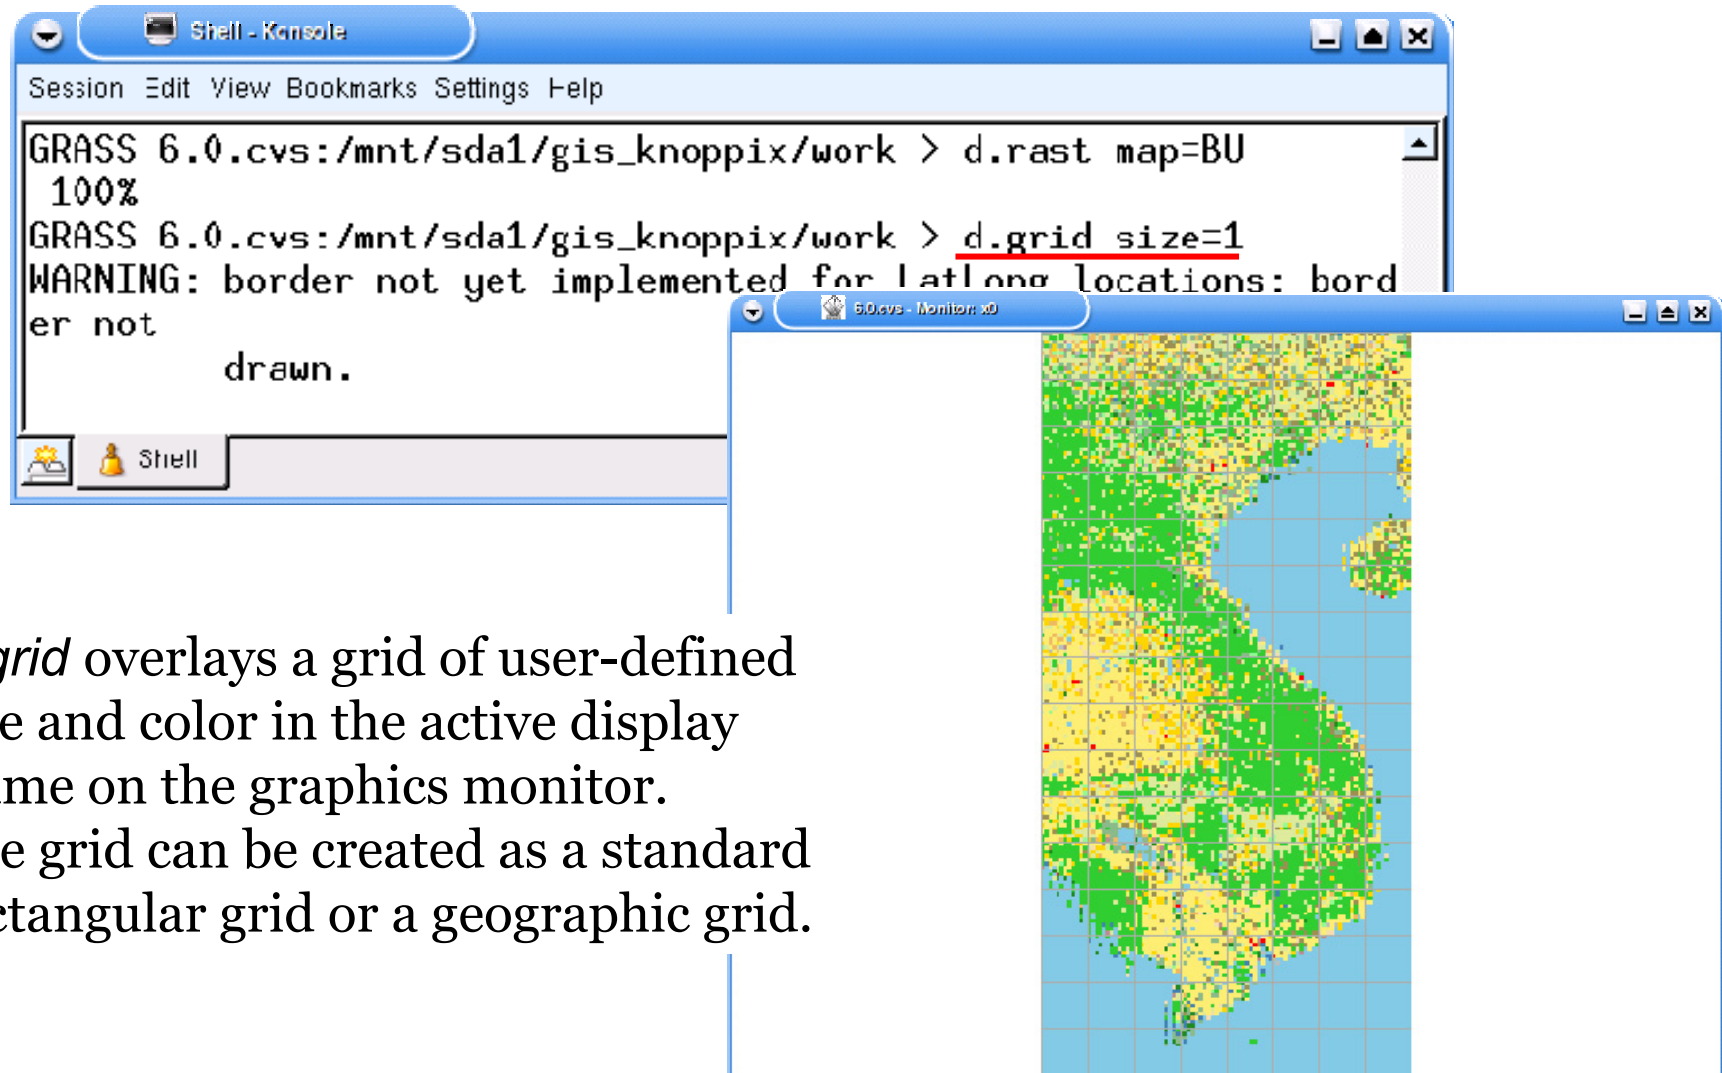 Shell - Konsole
Session Edit View Bookmarks Settings Help
GRASS 6.0.cvs:/mnt/sda1/gis_knoppix/work > d.rast map=BU
100%
GRASS 6.0.cvs:/mnt/sda1/gis_knoppix/work > d.grid size=1
WARNING: border not yet implemented for LatLong locations: bord
er not
drawn.
Shell
6.0.cvs - Monitor: x0
grid overlays a grid of user-defined
e and color in the active display
ame on the graphics monitor.
e grid can be created as a standard
ctangular grid or a geographic grid.